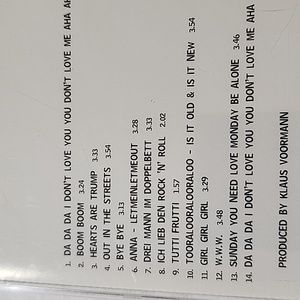 1. DA DA DA I DON'T LOVE YOU YOU DON'T LOVE ME AHA AH
2. BOOM BOOM 3.24
3. HEARTS ARE TRUMP 3.33
4. OUT IN THE STREETS 3.54
5. BYE BYE 3.13
6. ANNA - LETMEINLETMEOUT 3.28
7. DREI MANN IM DOPPELBETT 3.33
8. ICH LIEB DEN ROCK 'N' ROLL 2.02
9. TUTTI FRUTTI 1.57
10. TOORALOORALOORALOO - IS IT OLD & IS IT NEW
11. GIRL GIRL GIRL 3.29
12. W.W.W. 3.48
13. SUNDAY YOU NEED LOVE MONDAY BE ALONE 3.46
14. DA DA DA I DON'T LOVE YOU YOU DON'T LOVE ME AHA
PRODUCED BY KLAUS VOORMANN